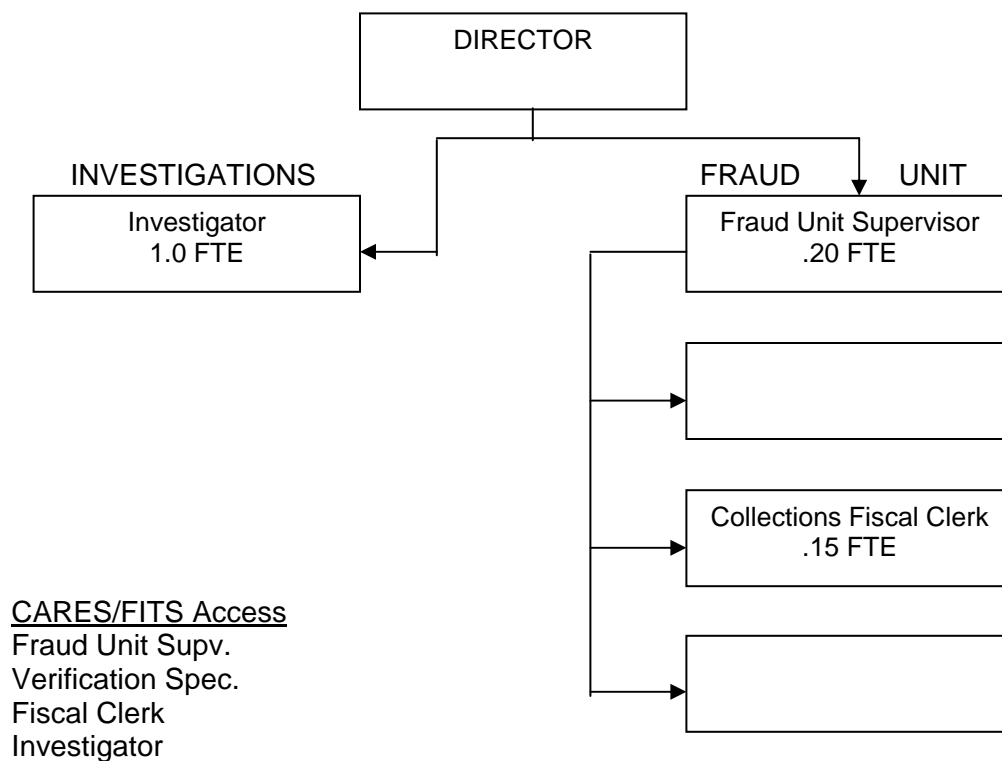 DIRECTOR
INVESTIGATIONS
Investigator
1.0 FTE
FRAUD UNIT
Fraud Unit Supervisor
.20 FTE
Collections Fiscal Clerk
.15 FTE
CARES/FITS Access
Fraud Unit Supv.
Verification Spec.
Fiscal Clerk
Investigator